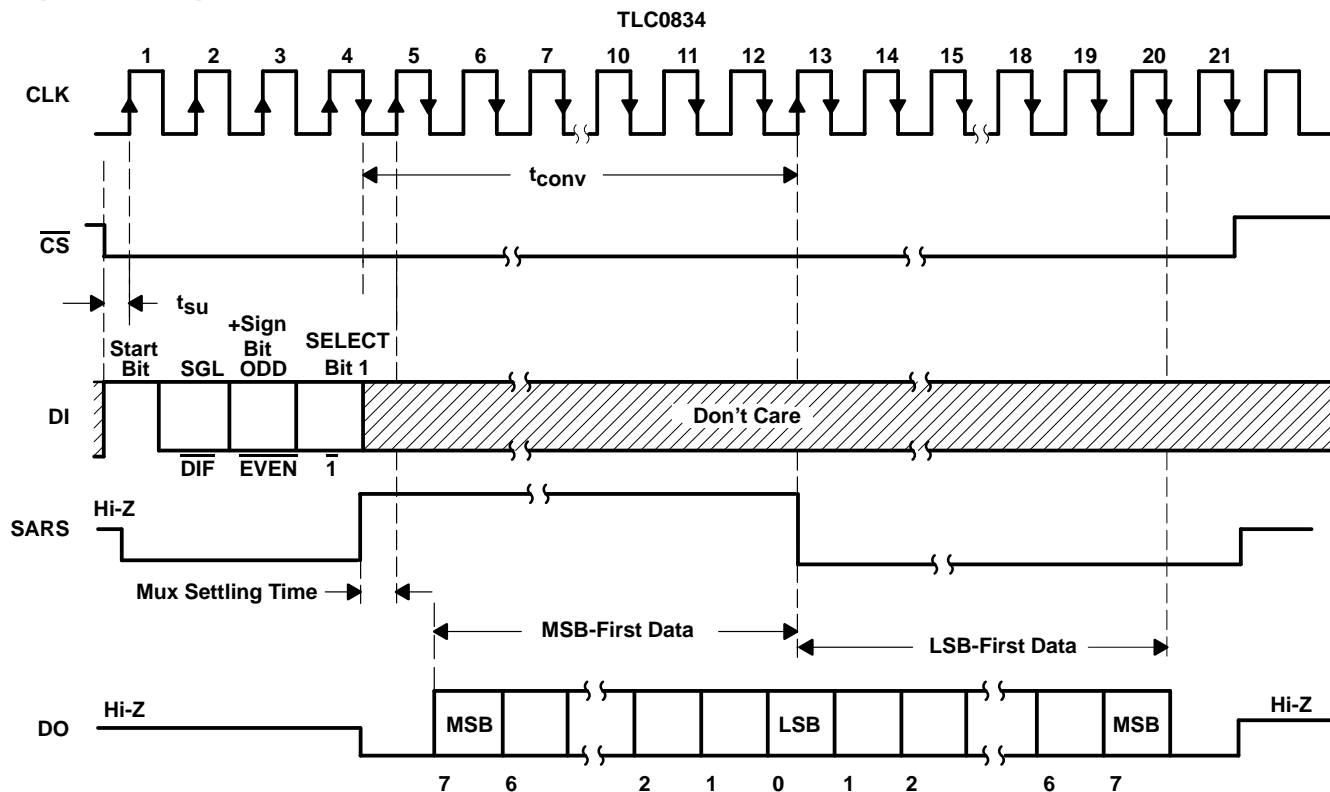 TLC0834
1 2 3 4 5 6 7 10 11 12 13 14 15 18 19 20 21
CLK
tconv
CS
tsu
Start
Bit
SGL
+Sign
Bit
ODD
SELECT
Bit 1
DI
Don't Care
DIF
EVEN
1
Hi-Z
SARS
Mux Settling Time
MSB-First Data
LSB-First Data
Hi-Z
Hi-Z
DO
MSB
LSB
MSB
7 6 2 1 0 1 2 6 7